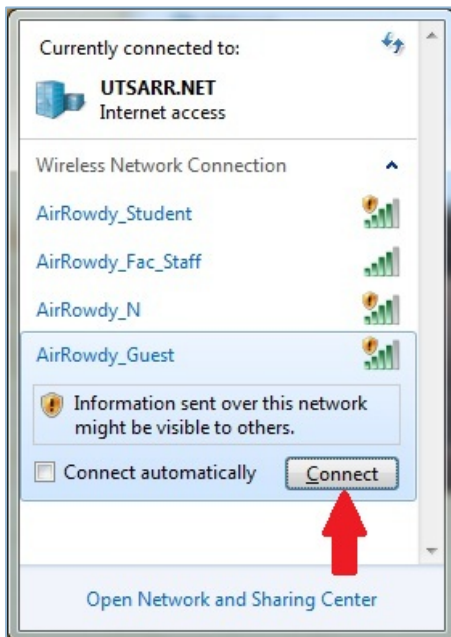 Currently connected to:
UTSARR.NET
Internet access
Wireless Network Connection
AirRowdy_Student
AirRowdy_Fac_Staff
AirRowdy_N
AirRowdy_Guest
Information sent over this network
might be visible to others.
Connect automatically
Connect
Open Network and Sharing Center